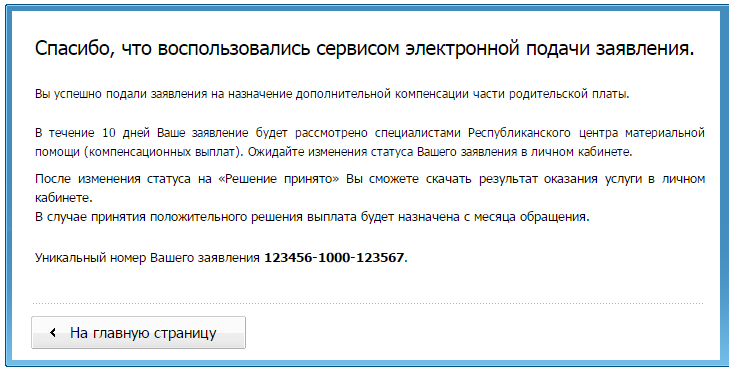 Спасибо, что воспользовались сервисом электронной подачи заявления.
Вы успешно подали заявления на назначение дополнительной компенсации части родительской платы.
В течение 10 дней Ваше заявление будет рассмотрено специалистами Республиканского центра материальной
помощи (компенсационных выплат). Ожидайте изменения статуса Вашего заявления в личном кабинете.
После изменения статуса на «Решение принято» Вы сможете скачать результат оказания услуги в личном
кабинете.
В случае принятия положительного решения выплата будет назначена с месяца обращения.
Уникальный номер Вашего заявления 123456-1000-123567.
На главную страницу